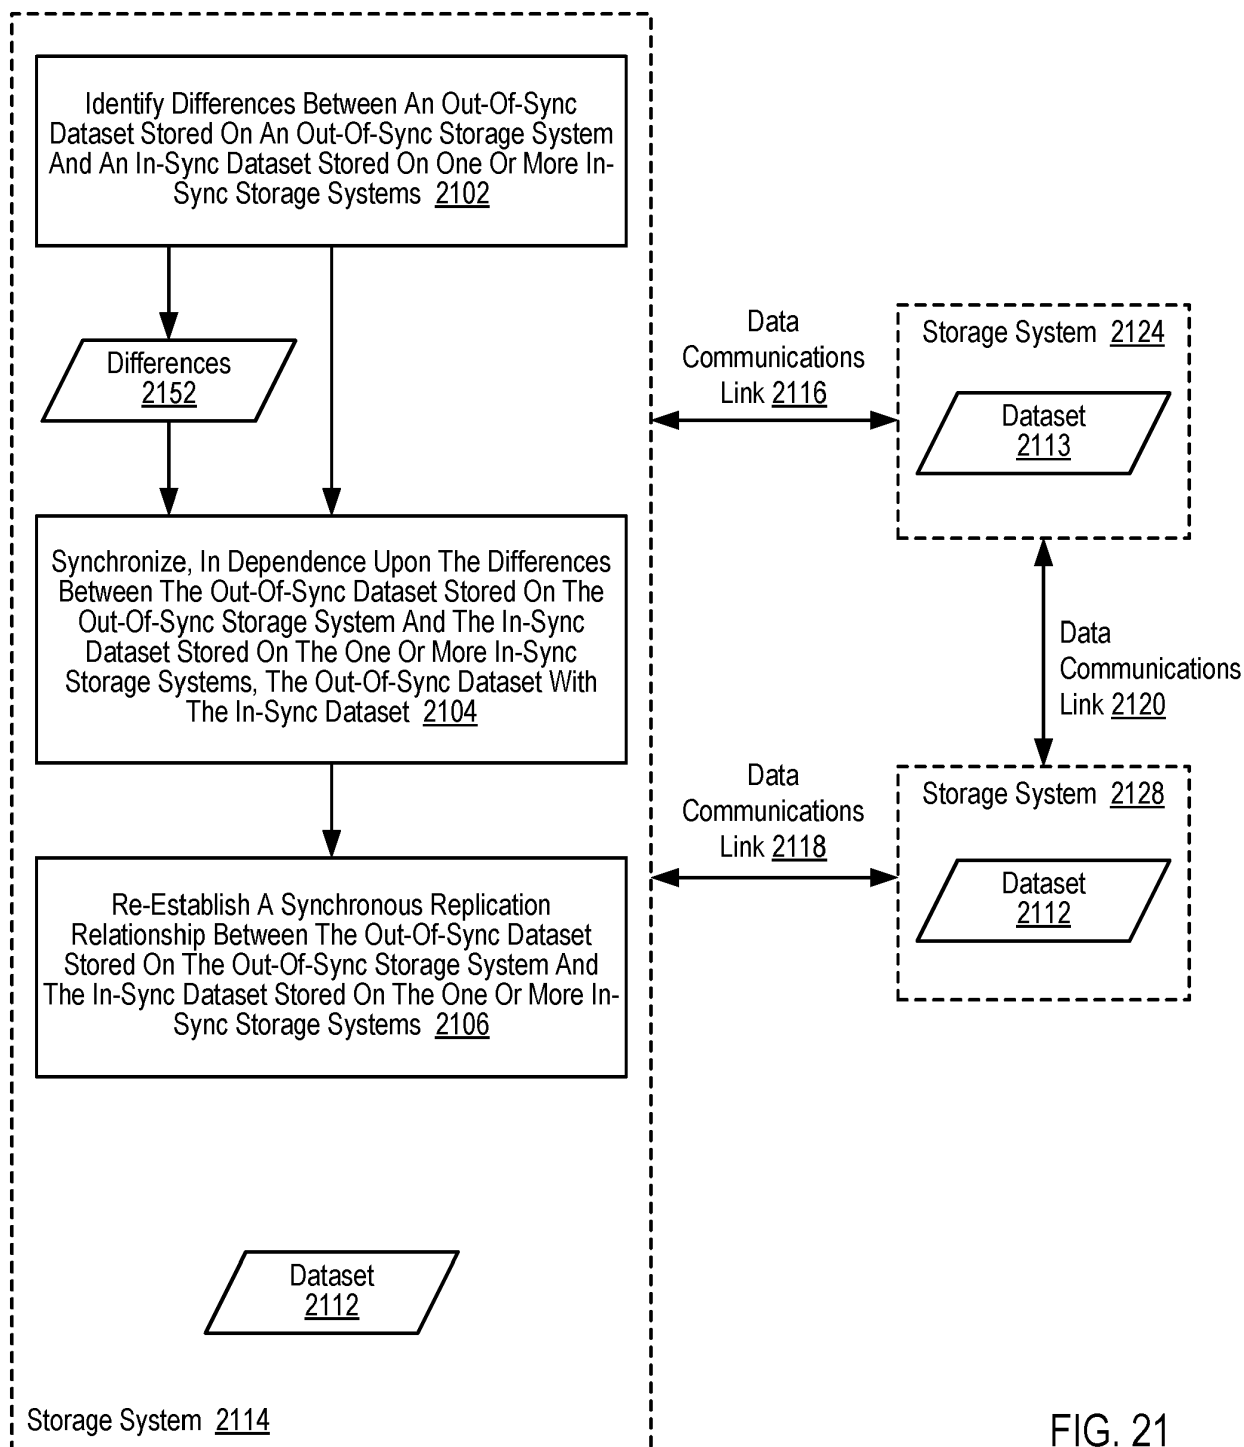 Identify Differences Between An Out-Of-Sync
Dataset Stored On An Out-Of-Sync Storage System
And An In-Sync Dataset Stored On One Or More In-
Sync Storage Systems 2102
Differences
2152
Synchronize, In Dependence Upon The Differences
Between The Out-Of-Sync Dataset Stored On The
Out-Of-Sync Storage System And The In-Sync
Dataset Stored On The One Or More In-Sync
Storage Systems, The Out-Of-Sync Dataset With
The In-Sync Dataset 2104
Re-Establish A Synchronous Replication
Relationship Between The Out-Of-Sync Dataset
Stored On The Out-Of-Sync Storage System And
The In-Sync Dataset Stored On The One Or More In-
Sync Storage Systems 2106
Dataset
2112
Storage System 2114
Data
Communications
Link 2116
Storage System 2124
Dataset
2113
Data
Communications
Link 2120
Data
Communications
Link 2118
Storage System 2128
Dataset
2112
FIG. 21